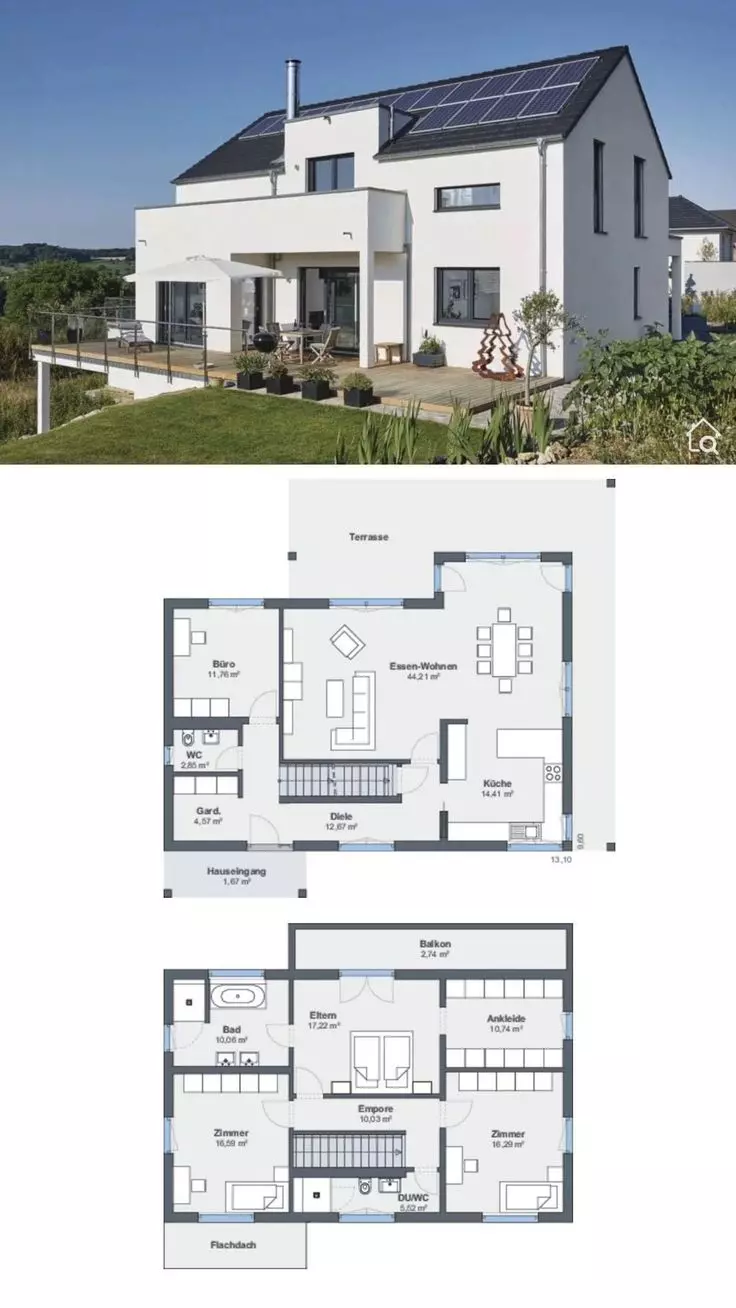 Terrasse
Büro
11,76 m²
Essen-Wohnen
44,21 m²
WC
2,85 m²
Küche
14,41 m²
Gard.
4,57 m²
Diele
12,67 m²
9,60
13,10
Hauseingang
1,67 m²
Balkon
2,74 m²
Eltern
17,22 m²
Ankleide
10,74 m²
Bad
10,06 m²
Empore
10,03 m²
Zimmer
16,59 m²
Zimmer
16,29 m²
DU/WC
5,52 m²
Flachdach